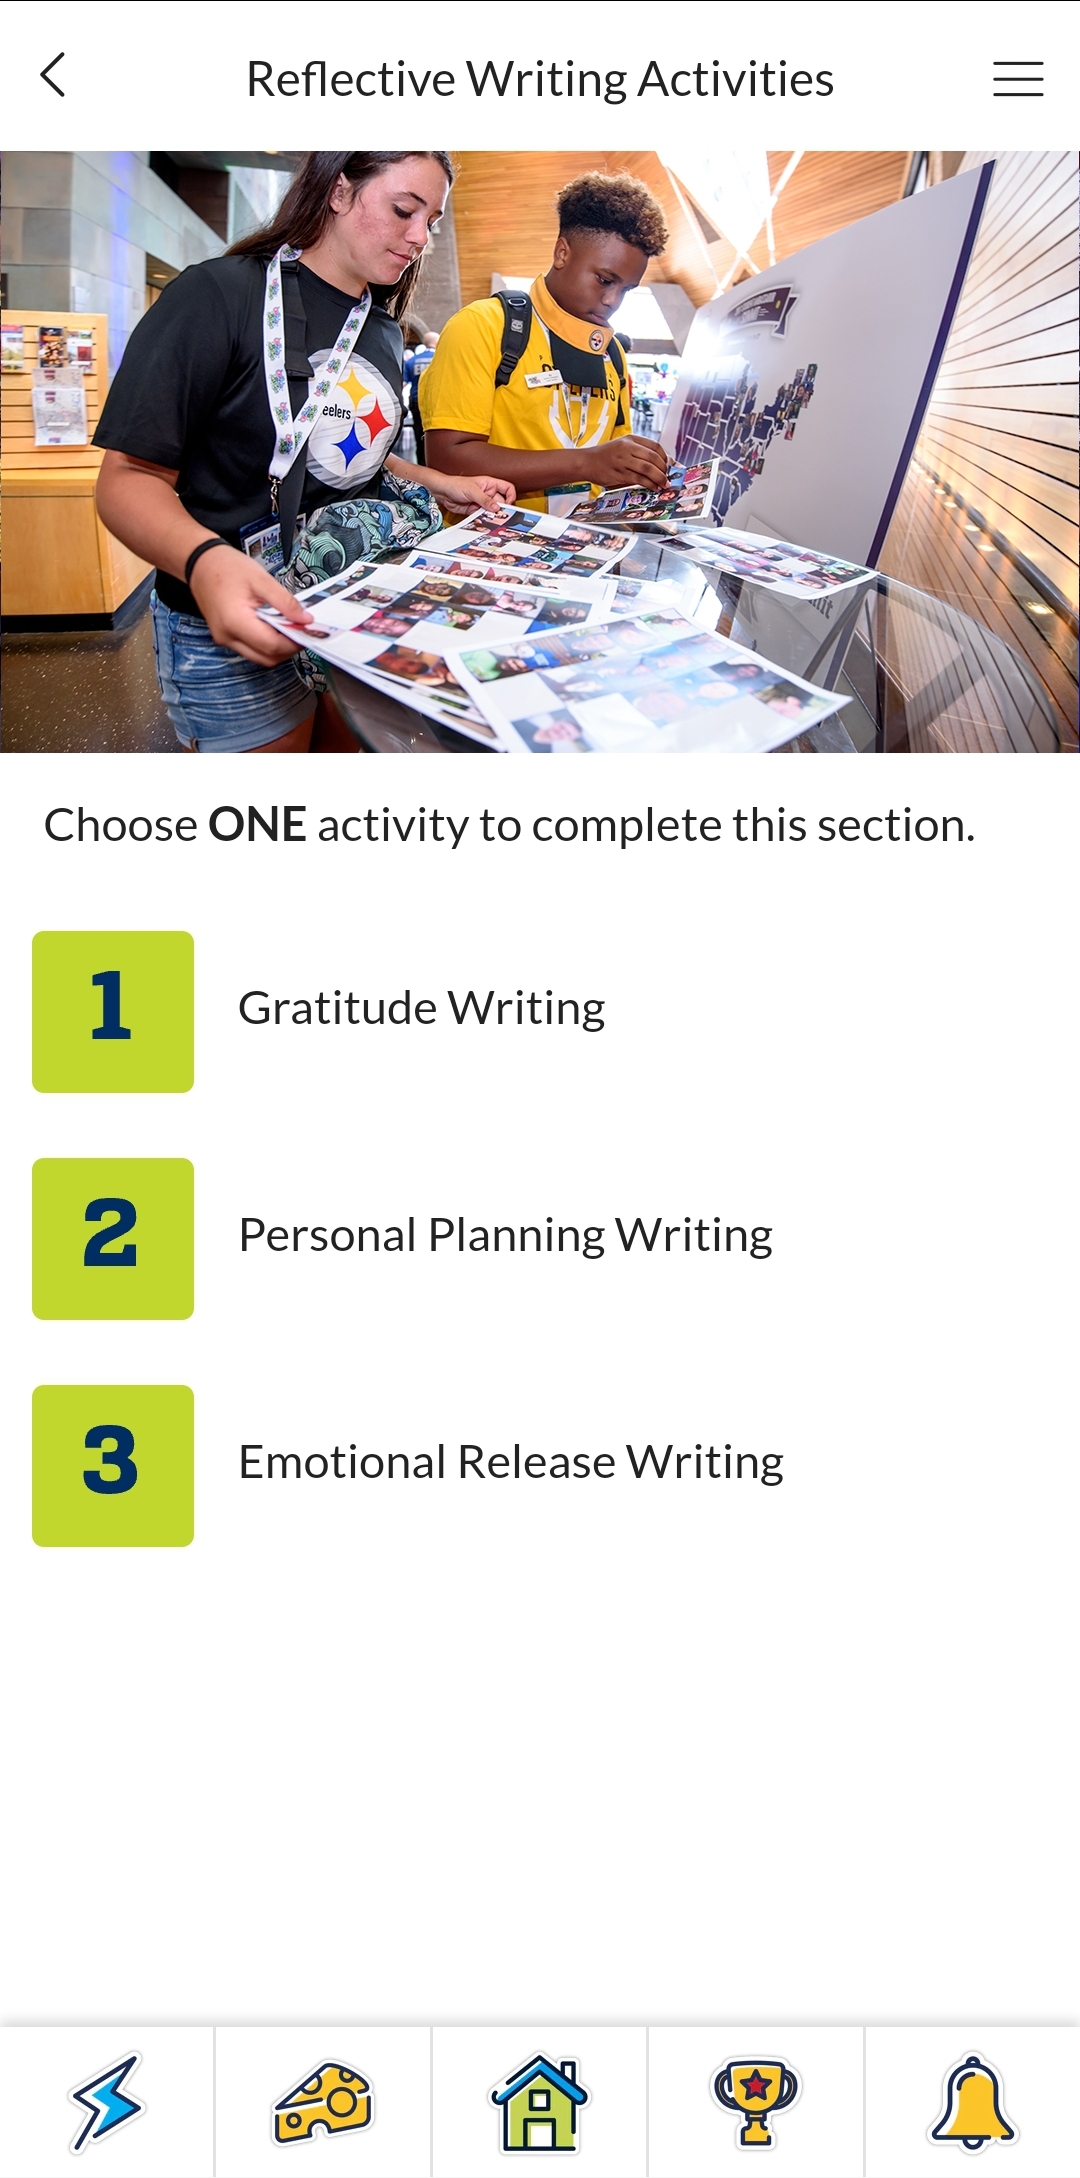 Reflective Writing Activities
eelers
Choose ONE activity to complete this section.
1
Gratitude Writing
2
Personal Planning Writing
3
Emotional Release Writing